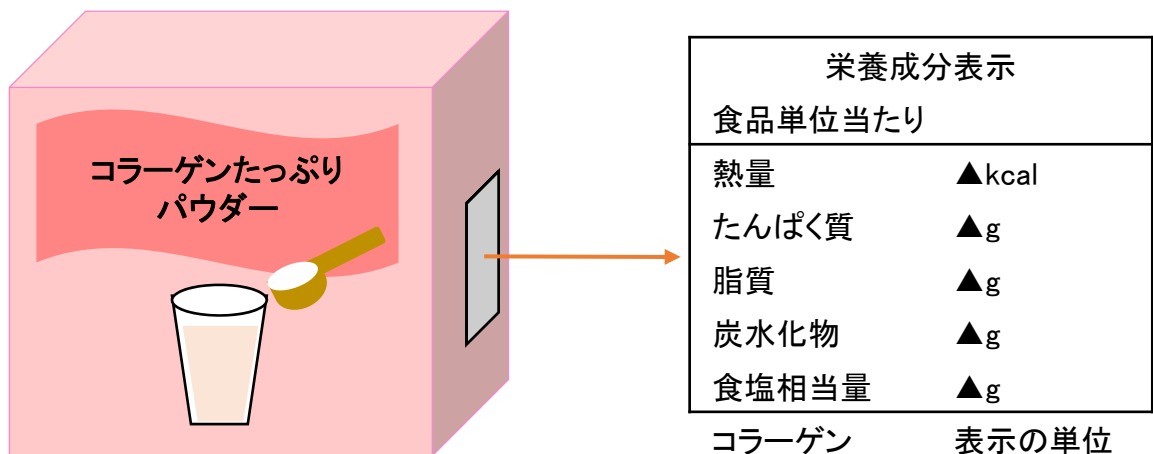 コラーゲンたっぷり
パウダー
栄養成分表示
食品単位当たり
熱量 ▲kcal
たんぱく質 ▲g
脂質 ▲g
炭水化物 ▲g
食塩相当量 ▲g
コラーゲン 表示の単位